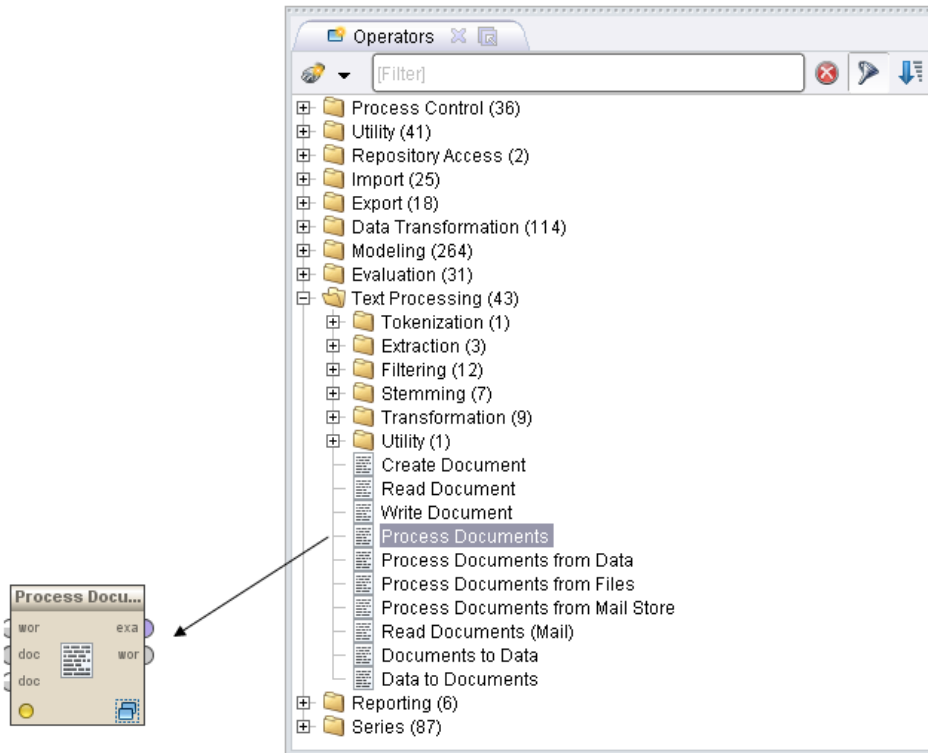 Operators
[Filter]
Process Control (36)
Utility (41)
Repository Access (2)
Import (25)
Export (18)
Data Transformation (114)
Modeling (264)
Evaluation (31)
Text Processing (43)
Tokenization (1)
Extraction (3)
Filtering (12)
Stemming (7)
Transformation (9)
Utility (1)
Create Document
Read Document
Write Document
Process Documents
Process Documents from Data
Process Documents from Files
Process Documents from Mail Store
Read Documents (Mail)
Documents to Data
Data to Documents
Reporting (6)
Series (87)
Process Docu...
wor exa
doc wor
doc